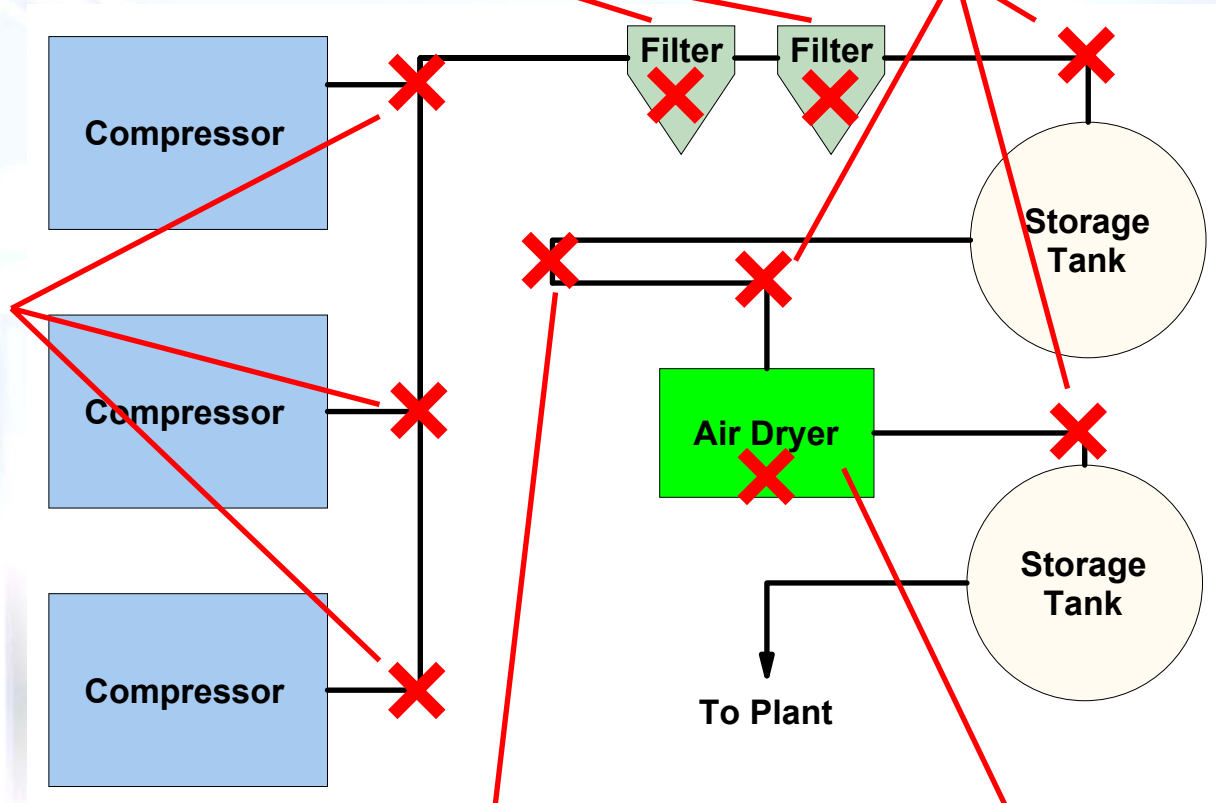 Filter
Filter
Compressor
Storage
Tank
Compressor
Air Dryer
Storage
Tank
Compressor
To Plant